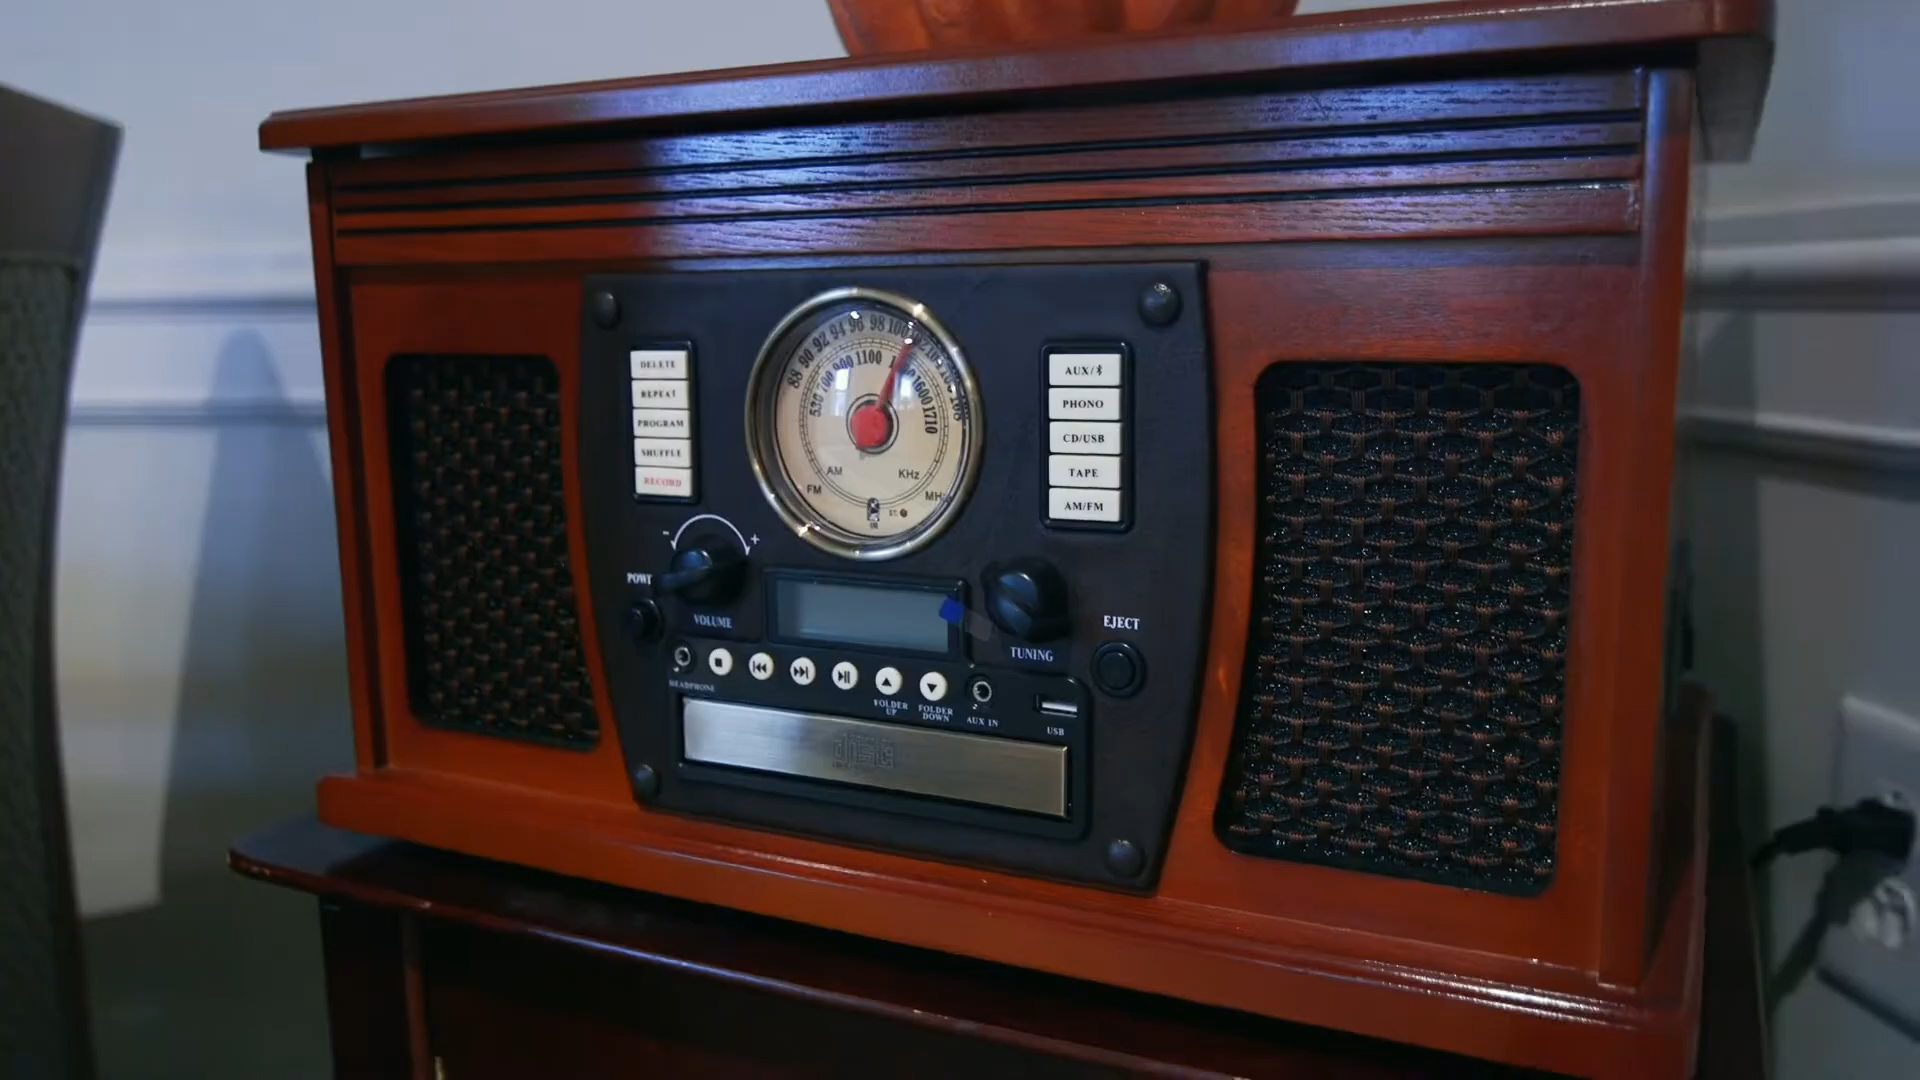 DELETE
REPEAT
PROGRAM
SHUFFLE
RECORD
88 90 92 94 96 98 100
530 700 900 1100 1600 1710
AM KHz
FM MHz
AUX/
PHONO
CD/USB
TAPE
AM/FM
- +
VOLUME
TUNING
EJECT
HEADPHONE
FOLDER UP
FOLDER DOWN
AUX IN
USB